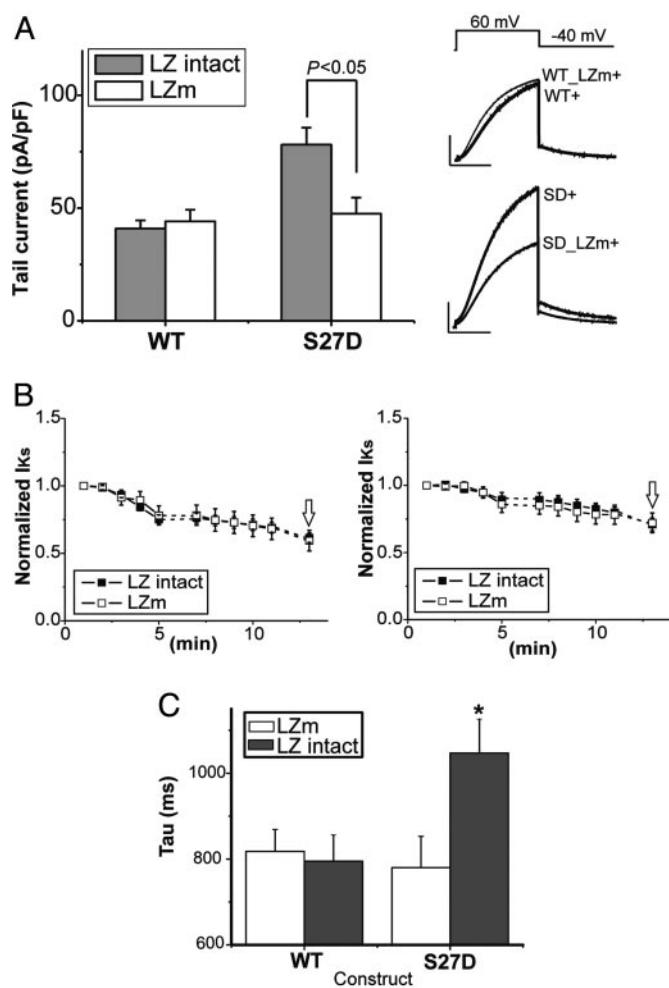 A
LZ intact
LZm
P<0.05
Tail current (pA/pF)
100
50
0
WT
S27D
60 mV
-40 mV
WT_LZm+
WT+
SD+
SD_LZm+
B
Normalized IKs
1.5
1.0
0.5
0.0
0
5
10
(min)
LZ intact
LZm
Normalized IKs
1.5
1.0
0.5
0.0
0
5
10
(min)
LZ intact
LZm
C
LZm
LZ intact
*
Tau (ms)
1000
800
600
WT
S27D
Construct